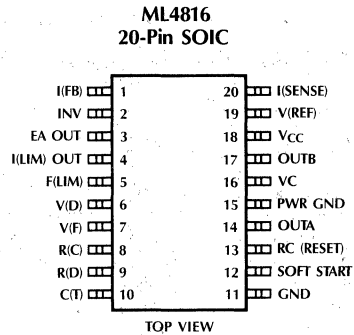 ML4816
20-Pin SOIC
I(FB) 1 20 I(SENSE)
INV 2 19 V(REF)
EA OUT 3 18 VCC
I(LIM) OUT 4 17 OUTB
F(LIM) 5 16 VC
V(D) 6 15 PWR GND
V(F) 7 14 OUTA
R(C) 8 13 RC (RESET)
R(D) 9 12 SOFT START
C(T) 10 11 GND
TOP VIEW